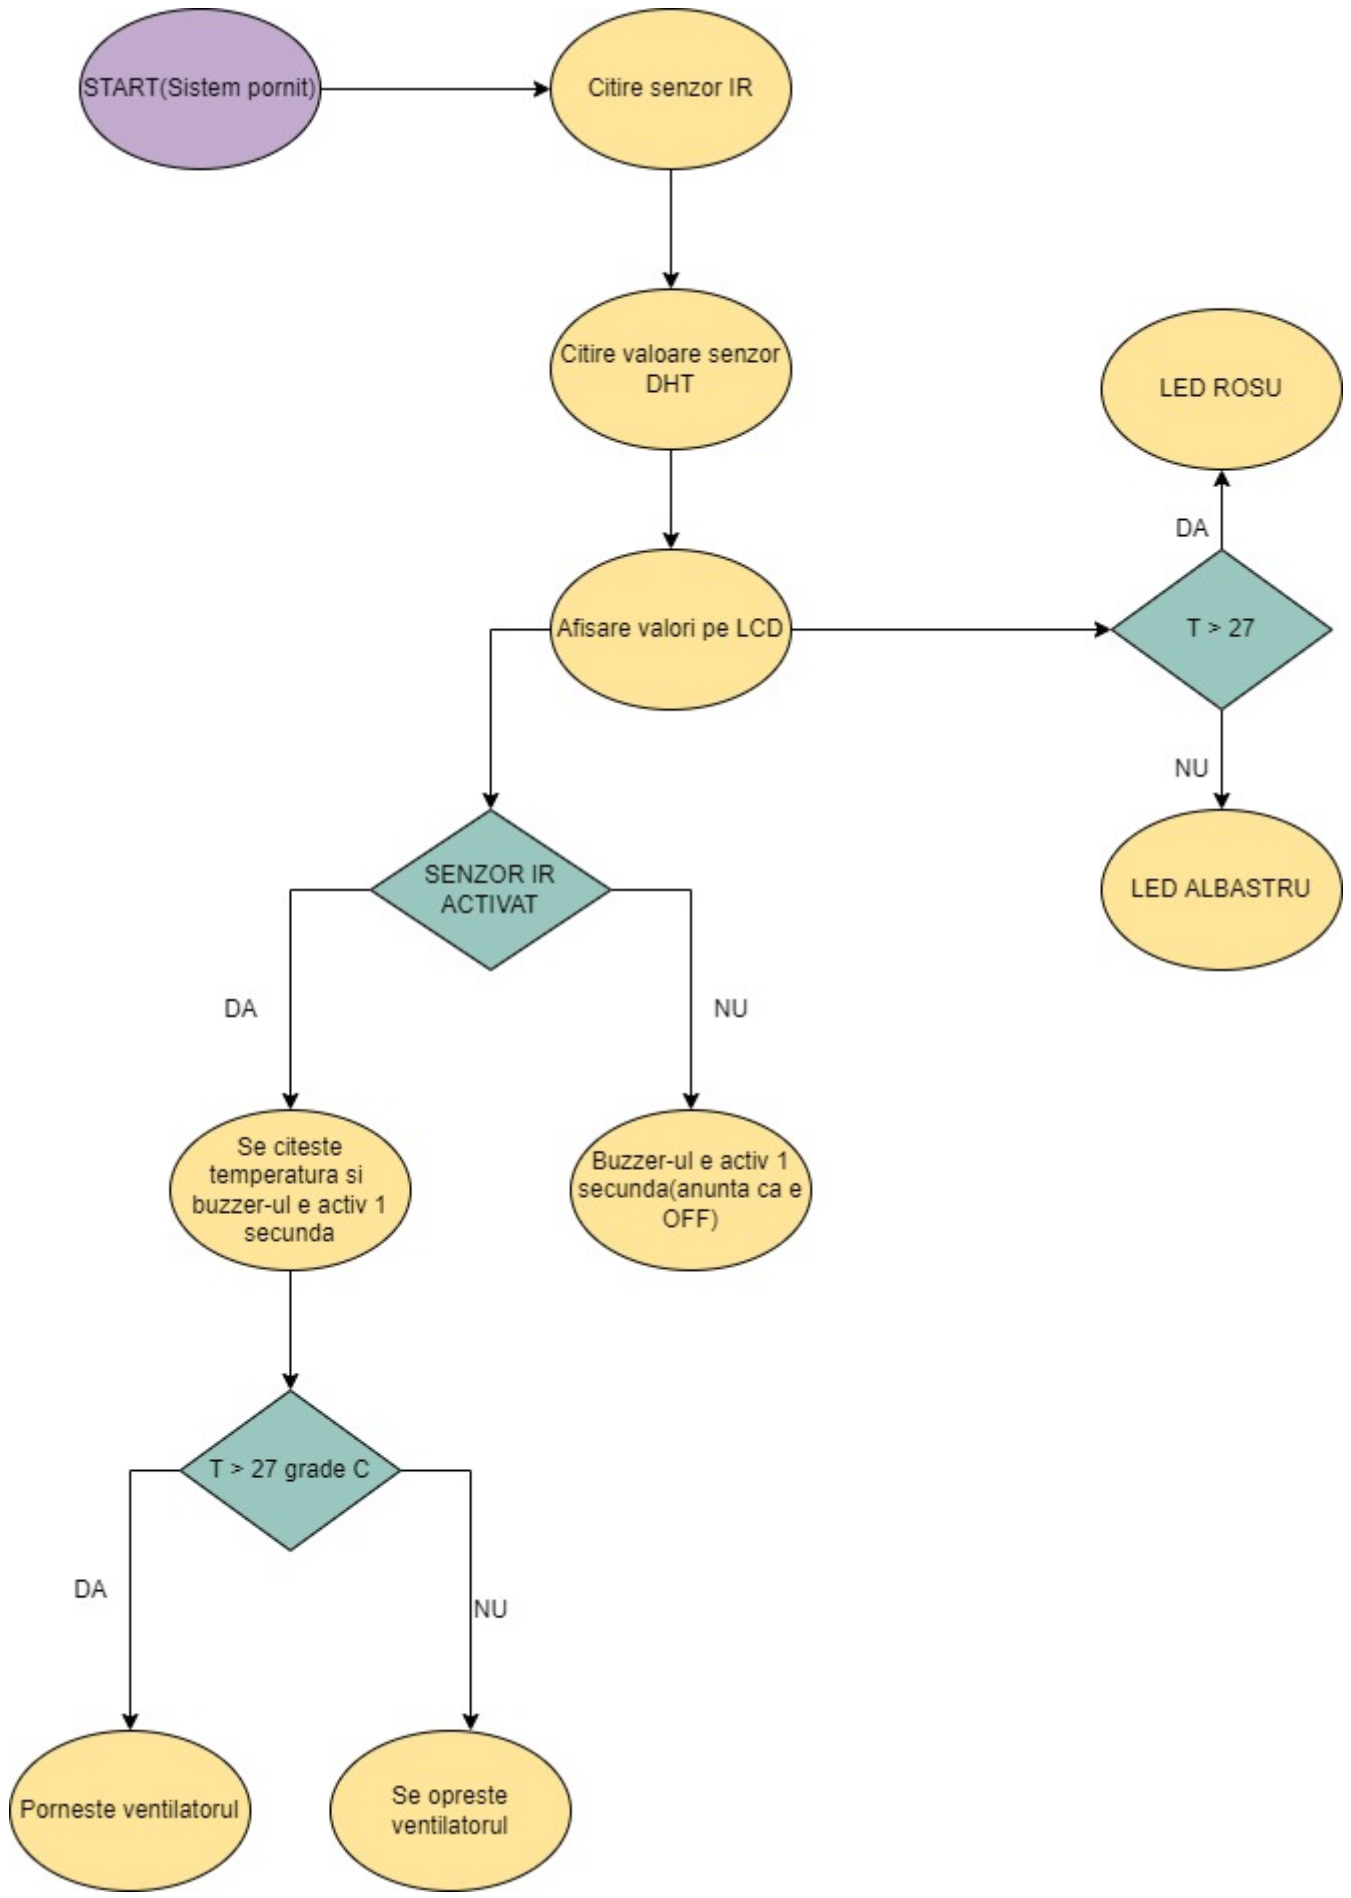 START(Sistem pornit)
Citire senzor IR
Citire valoare senzor
DHT
LED ROSU
DA
Afisare valori pe LCD
T > 27
NU
SENZOR IR
ACTIVAT
LED ALBASTRU
DA
NU
Se citeste
temperatura si
buzzer-ul e activ 1
secunda
Buzzer-ul e activ 1
secunda(anunta ca e
OFF)
T > 27 grade C
DA
NU
Porneste ventilatorul
Se opreste
ventilatorul